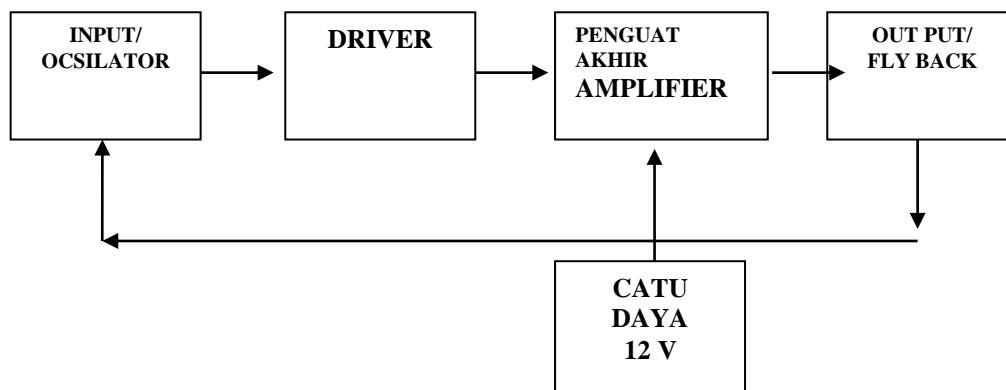 INPUT/
OCSILATOR
DRIVER
PENGUAT
AKHIR
AMPLIFIER
OUT PUT/
FLY BACK
CATU
DAYA
12 V